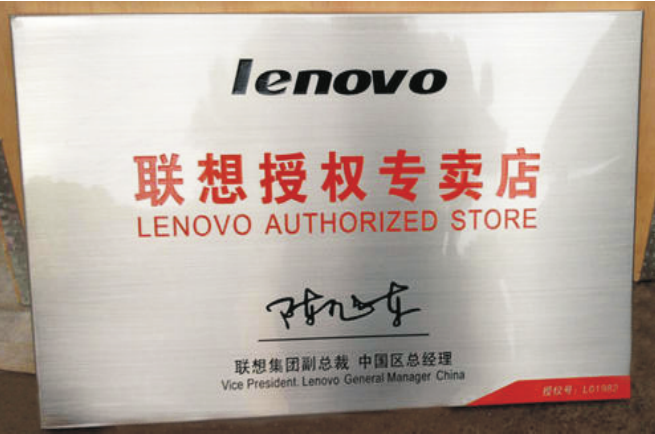 lenovo
联想授权专卖店
LENOVO AUTHORIZED STORE
联想集团副总裁 中国区总经理
Vice President. Lenovo General Manager China
授权号：L01982